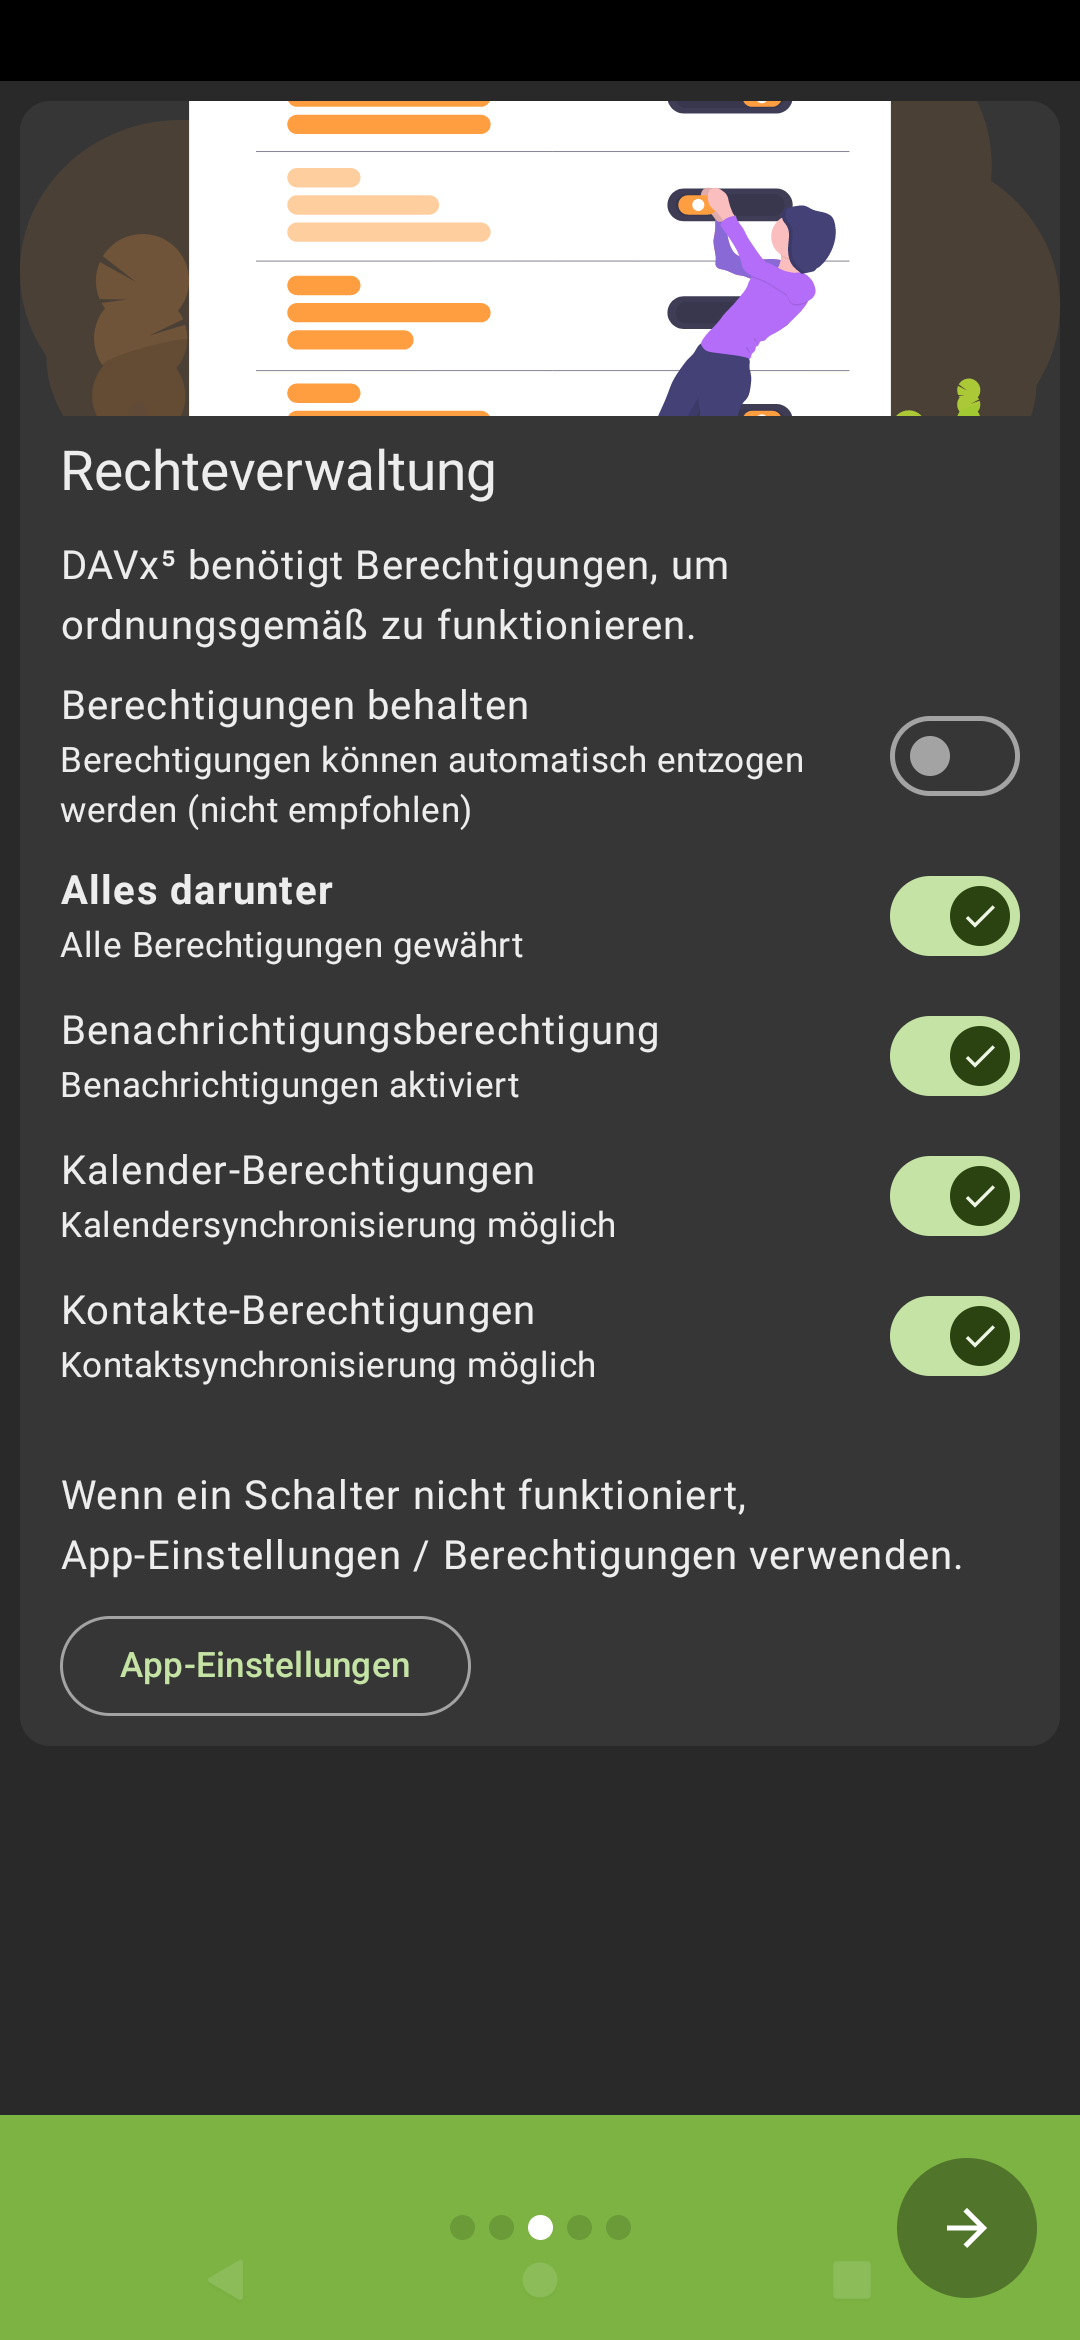 Rechteverwaltung
DAVx⁵ benötigt Berechtigungen, um
ordnungsgemäß zu funktionieren.
Berechtigungen behalten
Berechtigungen können automatisch entzogen
werden (nicht empfohlen)
Alles darunter
Alle Berechtigungen gewährt
Benachrichtigungsberechtigung
Benachrichtigungen aktiviert
Kalender-Berechtigungen
Kalendersynchronisierung möglich
Kontakte-Berechtigungen
Kontaktsynchronisierung möglich
Wenn ein Schalter nicht funktioniert,
App-Einstellungen / Berechtigungen verwenden.
App-Einstellungen